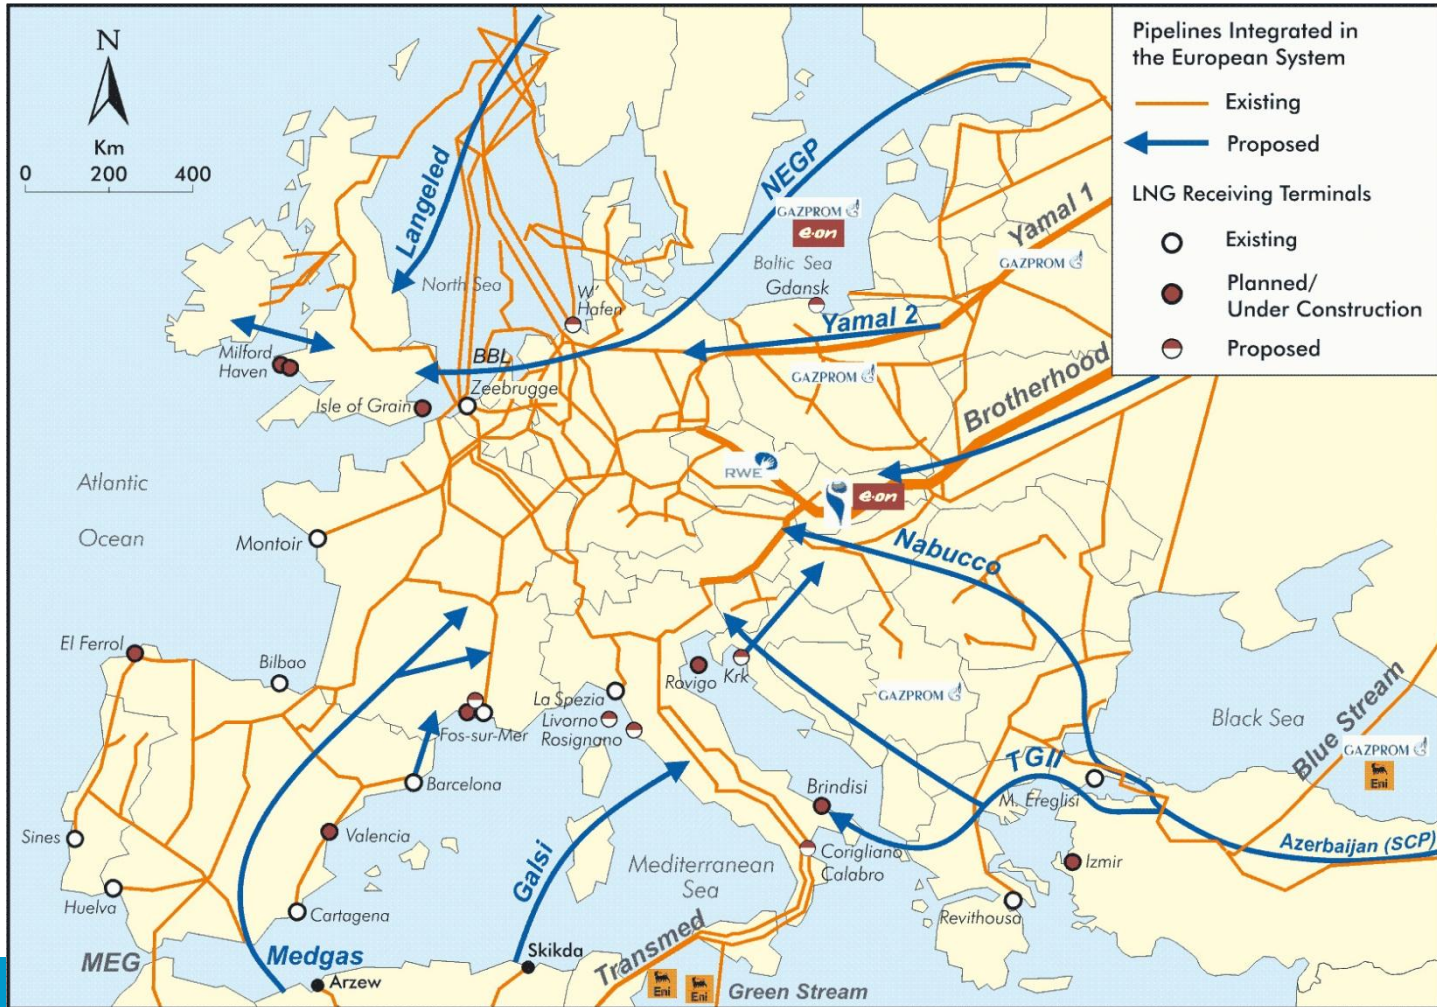 N
Km
0 200 400
Pipelines Integrated in
the European System
Existing
Proposed
LNG Receiving Terminals
Existing
Planned/
Under Construction
Proposed
Langeled
NEGP
GAZPROM
e·on
Yamal 1
GAZPROM
North Sea
Baltic Sea
Gdansk
W'
Hafen
Yamal 2
Milford
Haven
BBL
Zeebrugge
GAZPROM
Isle of Grain
Brotherhood
RWE
e·on
Atlantic
Ocean
Montoir
Nabucco
El Ferrol
Bilbao
Rovigo
Krk
La Spezia
Livorno
Rosignano
GAZPROM
Fos-sur-Mer
Black Sea
Blue Stream
GAZPROM
Eni
TGII
M. Ereglisi
Barcelona
Brindisi
Sines
Valencia
Azerbaijan (SCP)
Galsi
Mediterranean
Sea
Corigliano
Calabro
Izmir
Huelva
Cartagena
Revithousa
MEG
Medgas
Skikda
Arzew
Transmed
Eni
Eni
Green Stream